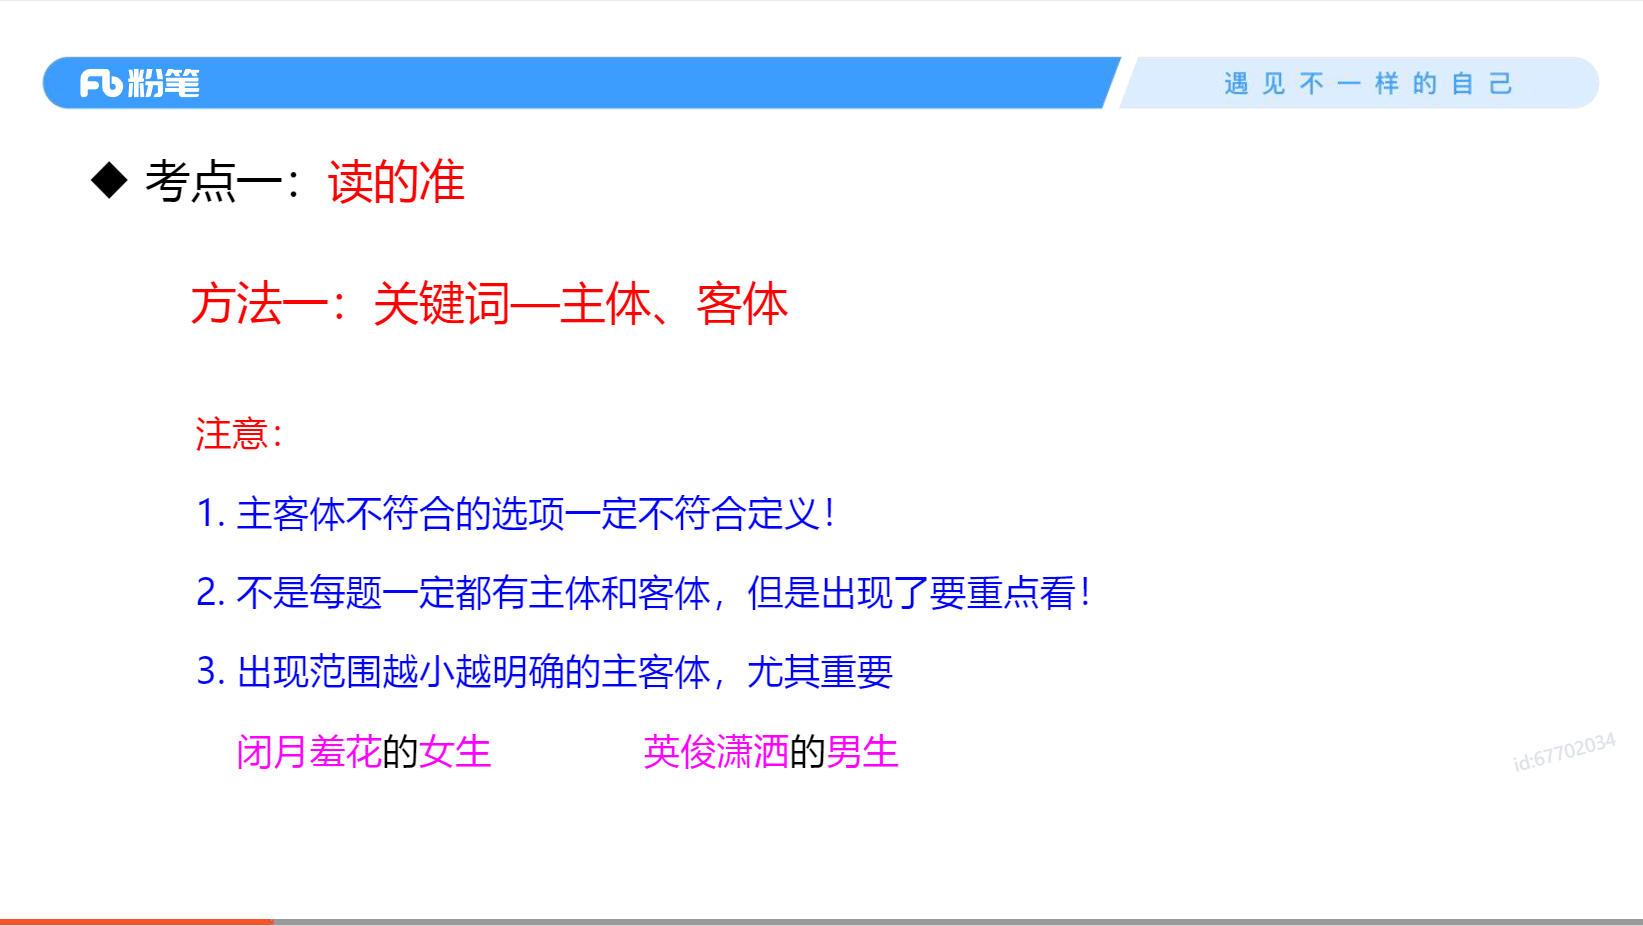 粉笔
遇见不一样的自己
◆ 考点一：读的准
方法一：关键词—主体、客体
注意：
1. 主客体不符合的选项一定不符合定义！
2. 不是每题一定都有主体和客体，但是出现了要重点看！
3. 出现范围越小越明确的主客体，尤其重要
闭月羞花的女生 英俊潇洒的男生
id:67702034